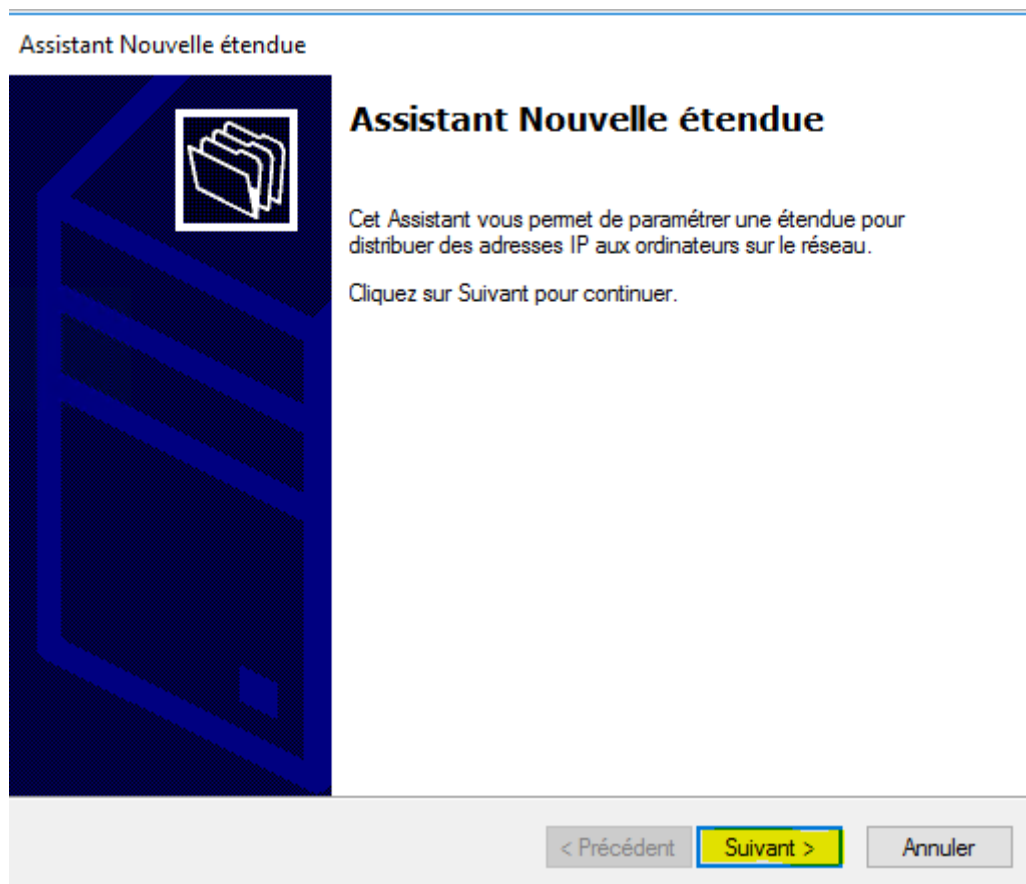 Assistant Nouvelle étendue
Assistant Nouvelle étendue
Cet Assistant vous permet de paramétrer une étendue pour
distribuer des adresses IP aux ordinateurs sur le réseau.
Cliquez sur Suivant pour continuer.
< Précédent Suivant > Annuler